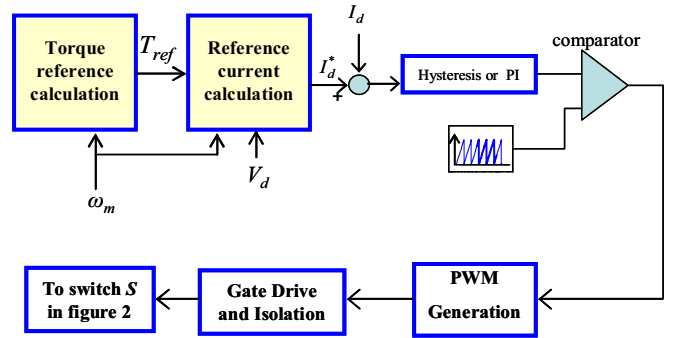 Torque
reference
calculation
T_ref
Reference
current
calculation
I_d
I_d^*
+
Hysteresis or PI
comparator
ω_m
V_d
To switch S
in figure 2
Gate Drive
and Isolation
PWM
Generation